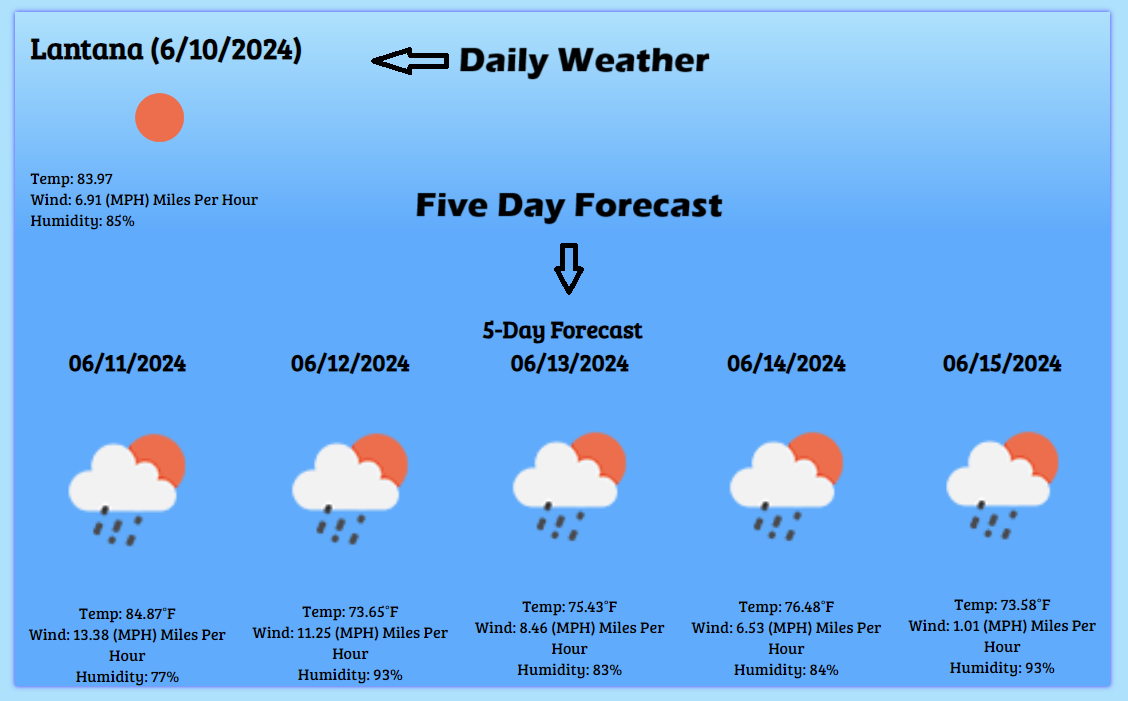 Lantana (6/10/2024)
Daily Weather
Temp: 83.97
Wind: 6.91 (MPH) Miles Per Hour
Humidity: 85%
Five Day Forecast
5-Day Forecast
06/11/2024
Temp: 84.87°F
Wind: 13.38 (MPH) Miles Per
Hour
Humidity: 77%
06/12/2024
Temp: 73.65°F
Wind: 11.25 (MPH) Miles Per
Hour
Humidity: 93%
06/13/2024
Temp: 75.43°F
Wind: 8.46 (MPH) Miles Per
Hour
Humidity: 83%
06/14/2024
Temp: 76.48°F
Wind: 6.53 (MPH) Miles Per
Hour
Humidity: 84%
06/15/2024
Temp: 73.58°F
Wind: 1.01 (MPH) Miles Per
Hour
Humidity: 93%